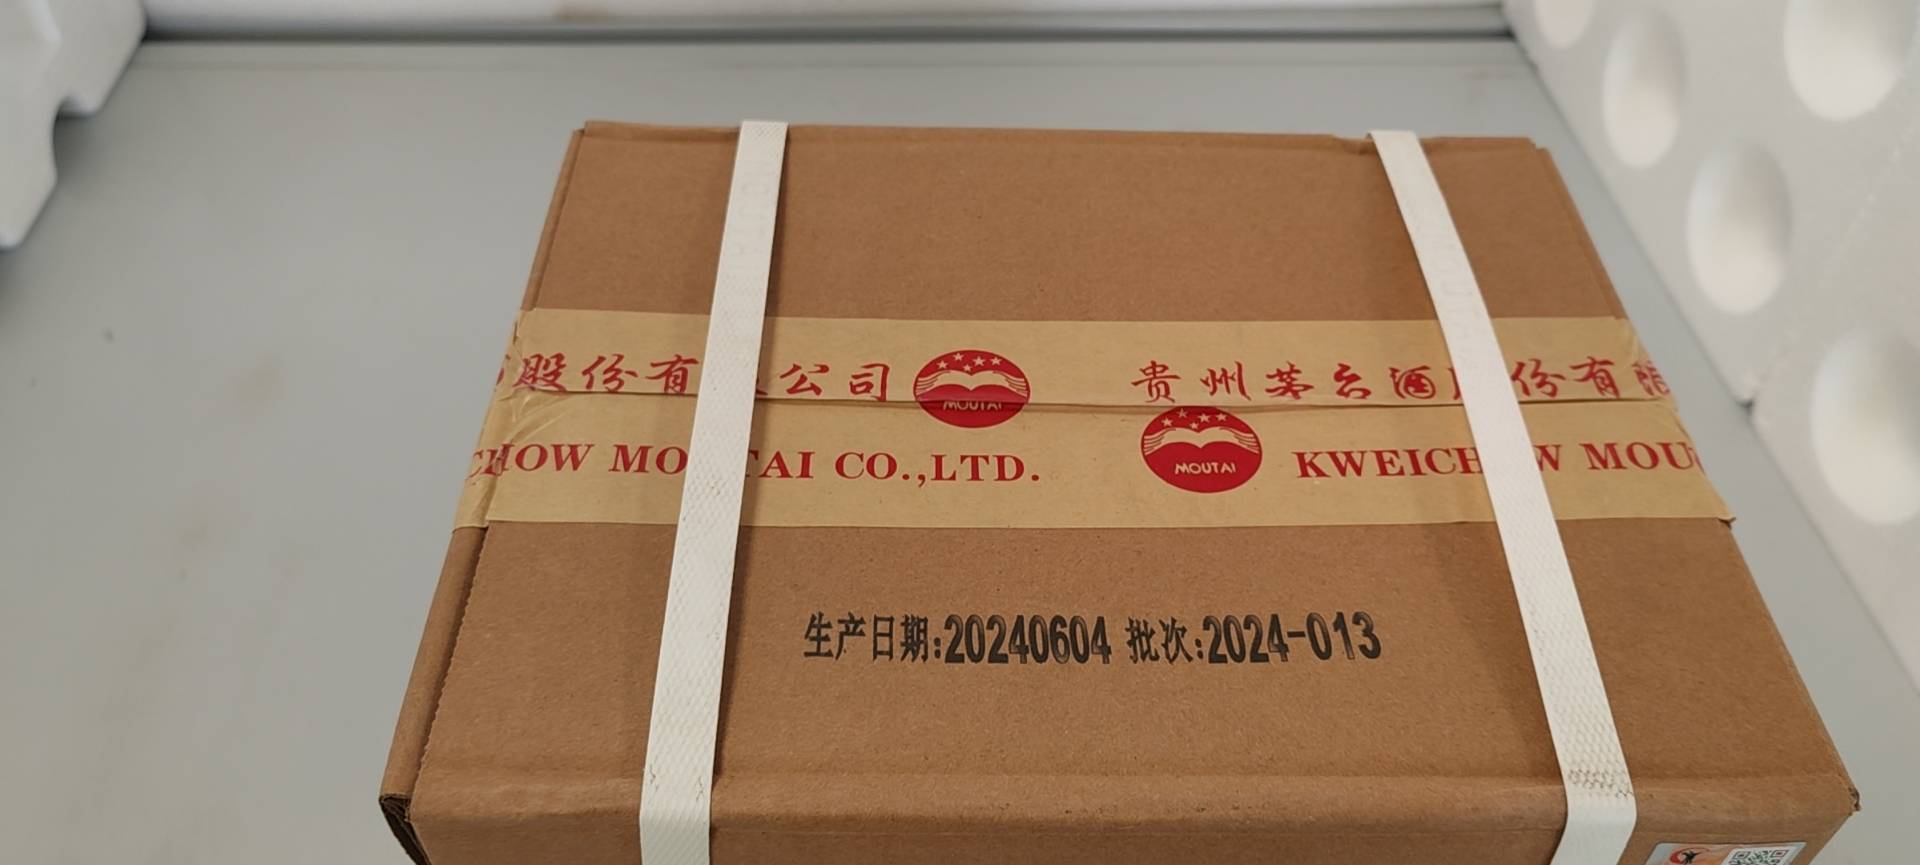 股份有 公司 MOUTAI 贵州茅台酒 份有限
CHOW MO TAI CO.,LTD. MOUTAI KWEICH W MOU
生产日期:20240604 批次:2024-013